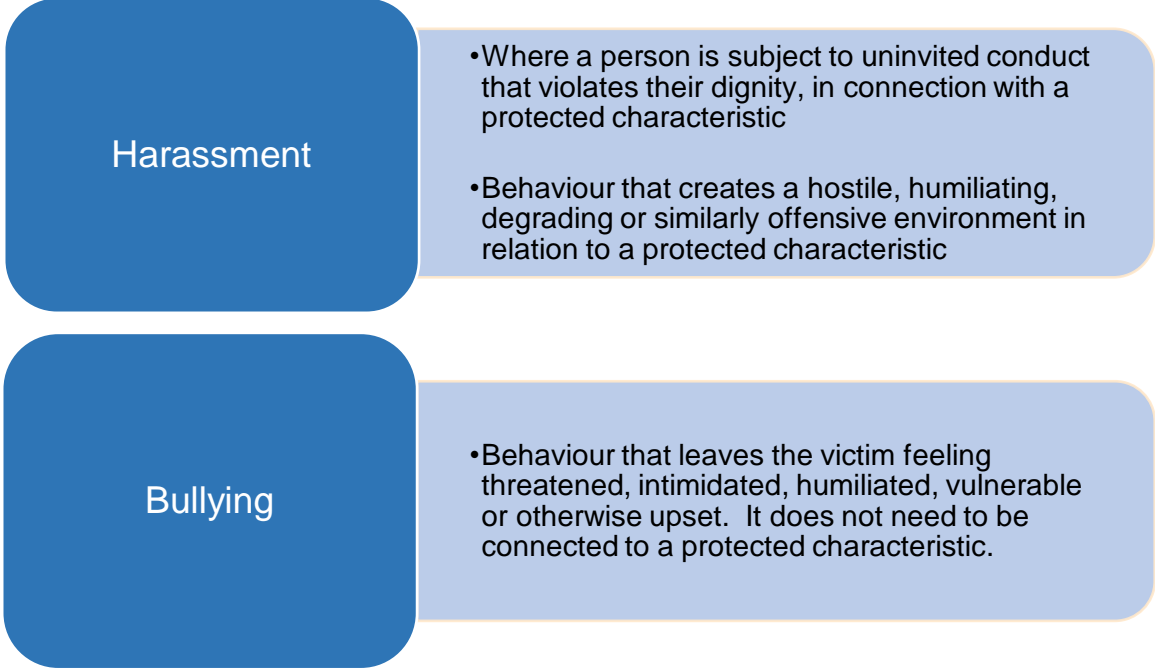 Harassment
•Where a person is subject to uninvited conduct
that violates their dignity, in connection with a
protected characteristic
•Behaviour that creates a hostile, humiliating,
degrading or similarly offensive environment in
relation to a protected characteristic
Bullying
•Behaviour that leaves the victim feeling
threatened, intimidated, humiliated, vulnerable
or otherwise upset.  It does not need to be
connected to a protected characteristic.